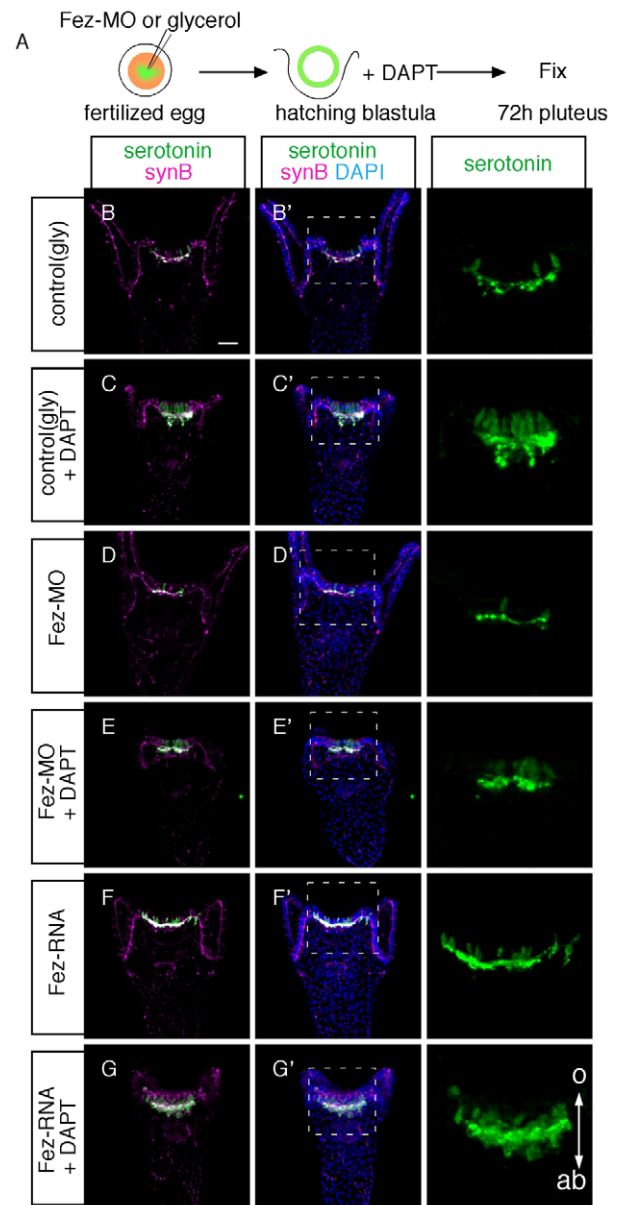 A
Fez-MO or glycerol
+ DAPT
Fix
fertilized egg
hatching blastula
72h pluteus
serotonin
synB
serotonin
synB DAPI
serotonin
control(gly)
B
B'
control(gly)
+ DAPT
C
C'
Fez-MO
D
D'
Fez-MO
+ DAPT
E
E'
Fez-RNA
F
F'
Fez-RNA
+ DAPT
G
G'
o
ab